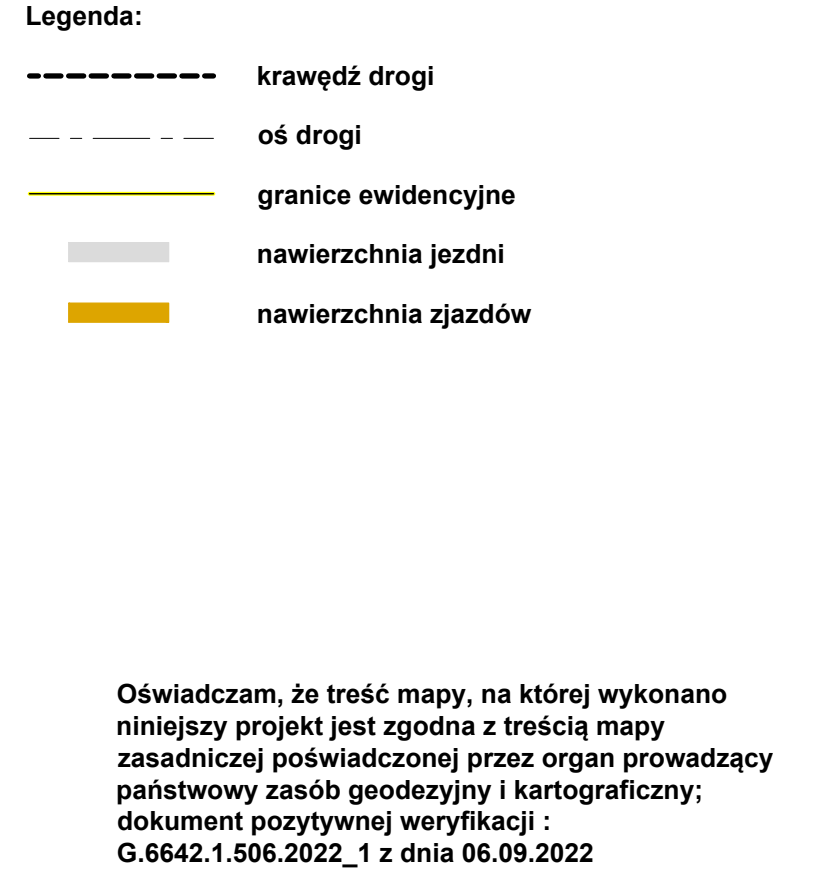 Legenda:
krawędź drogi
oś drogi
granice ewidencyjne
nawierzchnia jezdni
nawierzchnia zjazdów
Oświadczam, że treść mapy, na której wykonano
niniejszy projekt jest zgodna z treścią mapy
zasadniczej poświadczonej przez organ prowadzący
państwowy zasób geodezyjny i kartograficzny;
dokument pozytywnej weryfikacji :
G.6642.1.506.2022_1 z dnia 06.09.2022